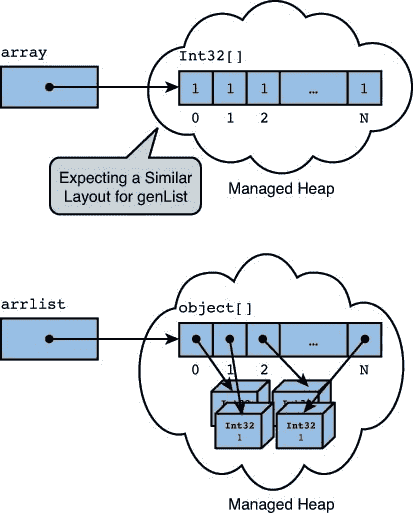 array
Int32[]
1 1 1 … 1
0 1 2 N
Expecting a Similar
Layout for genList
Managed Heap
arrlist
object[]
…
0 1 2 N
Int32
1
Int32
1
Managed Heap